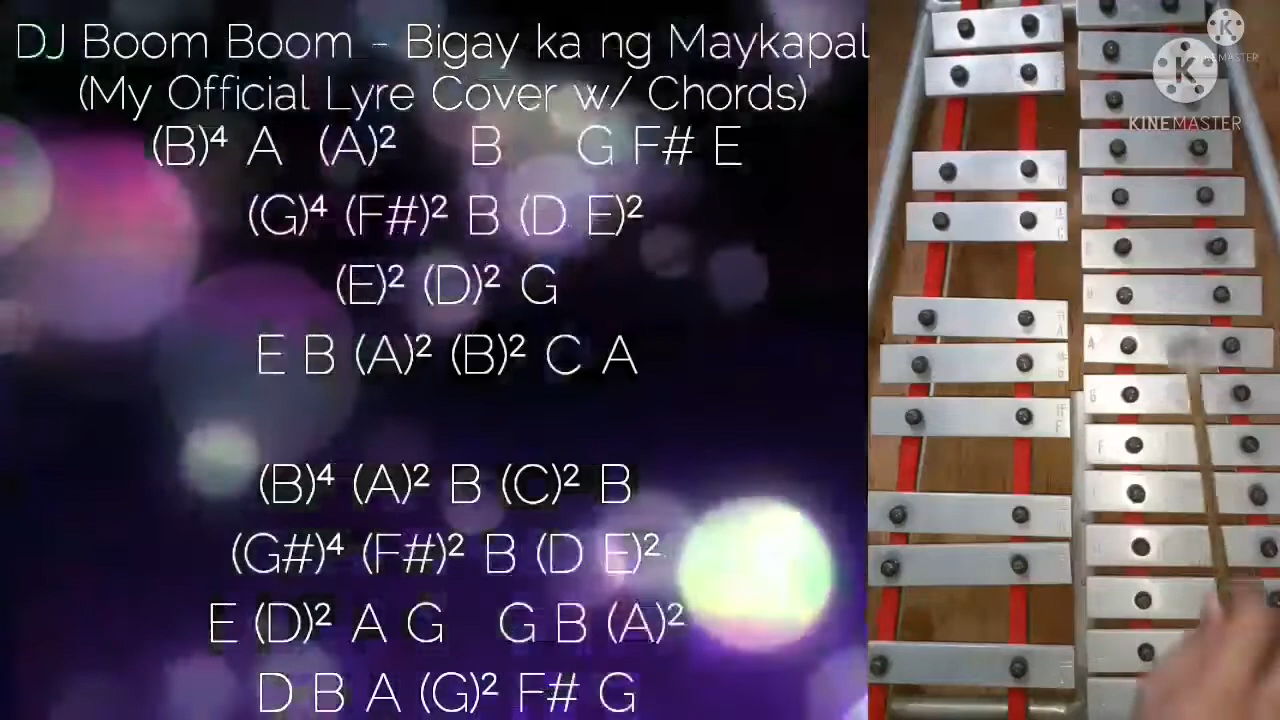 DJ Boom Boom - Bigay ka ng Maykapal
(My Official Lyre Cover w/ Chords)
(B)⁴ A (A)² B G F# E
(G)⁴ (F#)² B (D E)²
(E)² (D)² G
E B (A)² (B)² C A
(B)⁴ (A)² B (C)² B
(G#)⁴ (F#)² B (D E)²
E (D)² A G G B (A)²
D B A (G)² F# G
KINEMASTER
A
G
F